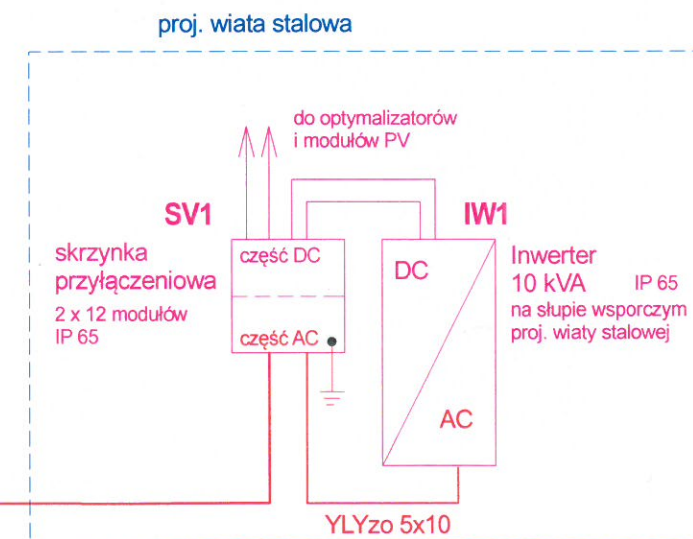 proj. wiata stalowa
do optymalizatorów
i modułów PV
SV1
IW1
skrzynka
przyłączeniowa
2 x 12 modułów
IP 65
część DC
część AC
DC
AC
Inwerter
10 kVA IP 65
na słupie wsporczym
proj. wiaty stalowej
YLYzo 5x10